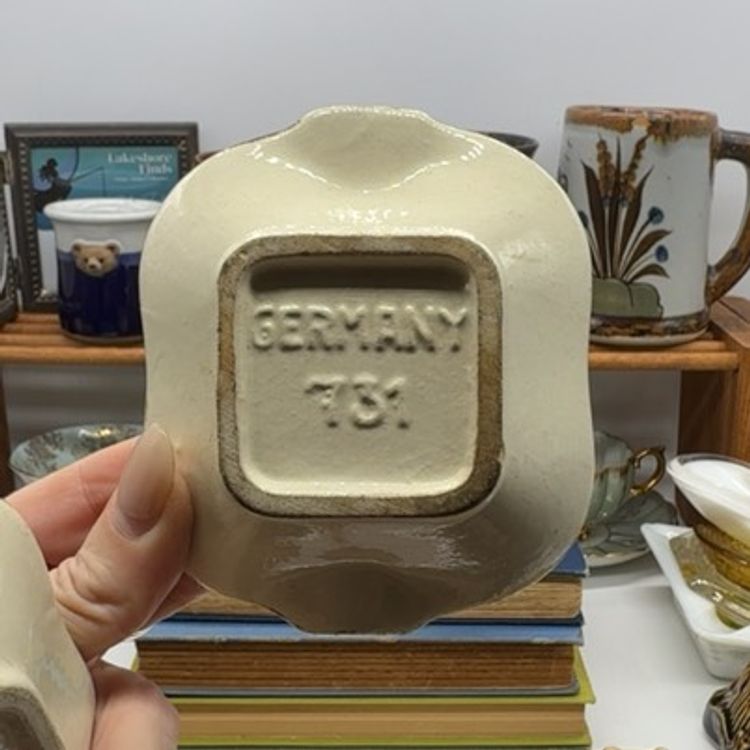 Lakeshore
Finds
GERMANY
731